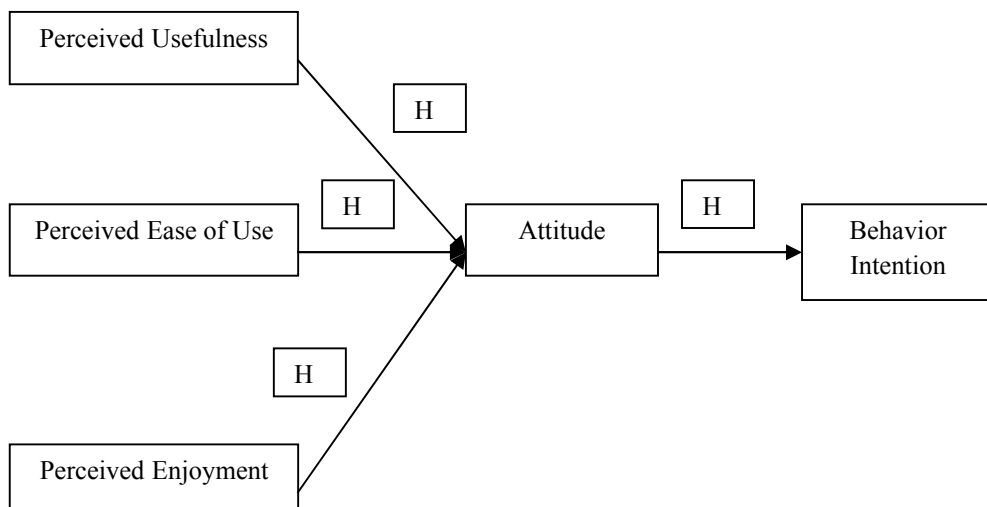 Perceived Usefulness
H
H
Perceived Ease of Use
Attitude
H
Behavior
Intention
H
Perceived Enjoyment